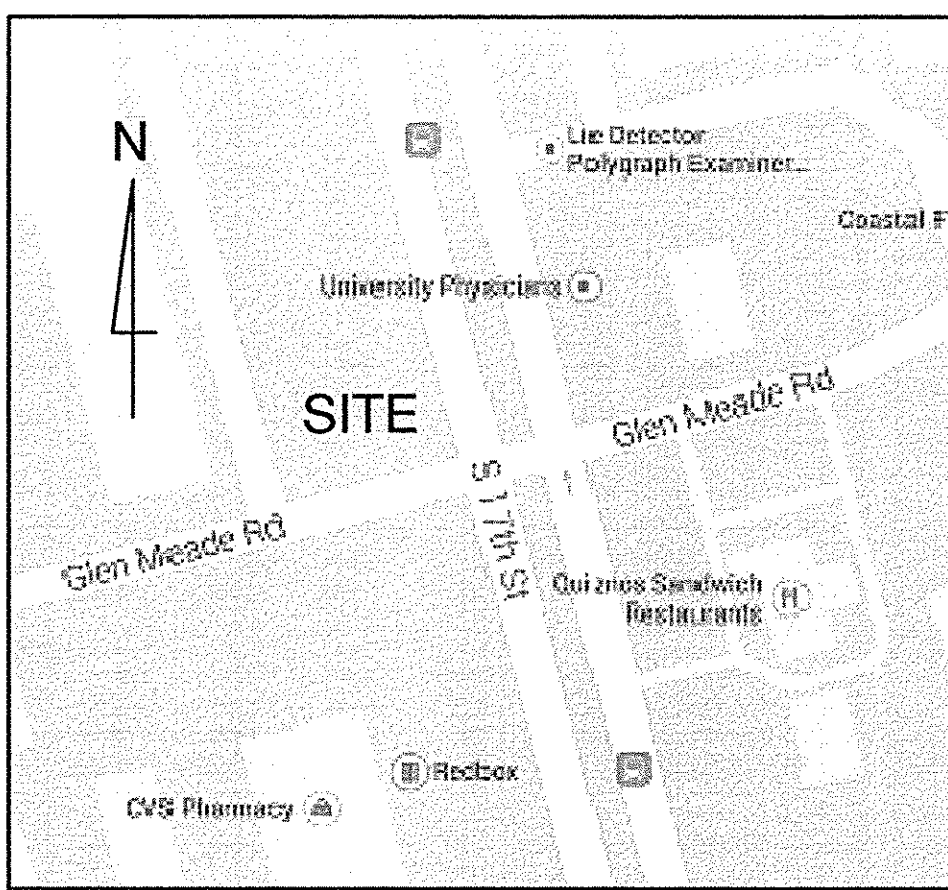 N
Lie Detector
Polygraph Examiner...
Coastal F
University Physicians
SITE
Glen Meade Rd
S 17th St
Glen Meade Rd
Quiznos Sandwich
Restaurants
Redbox
CVS Pharmacy